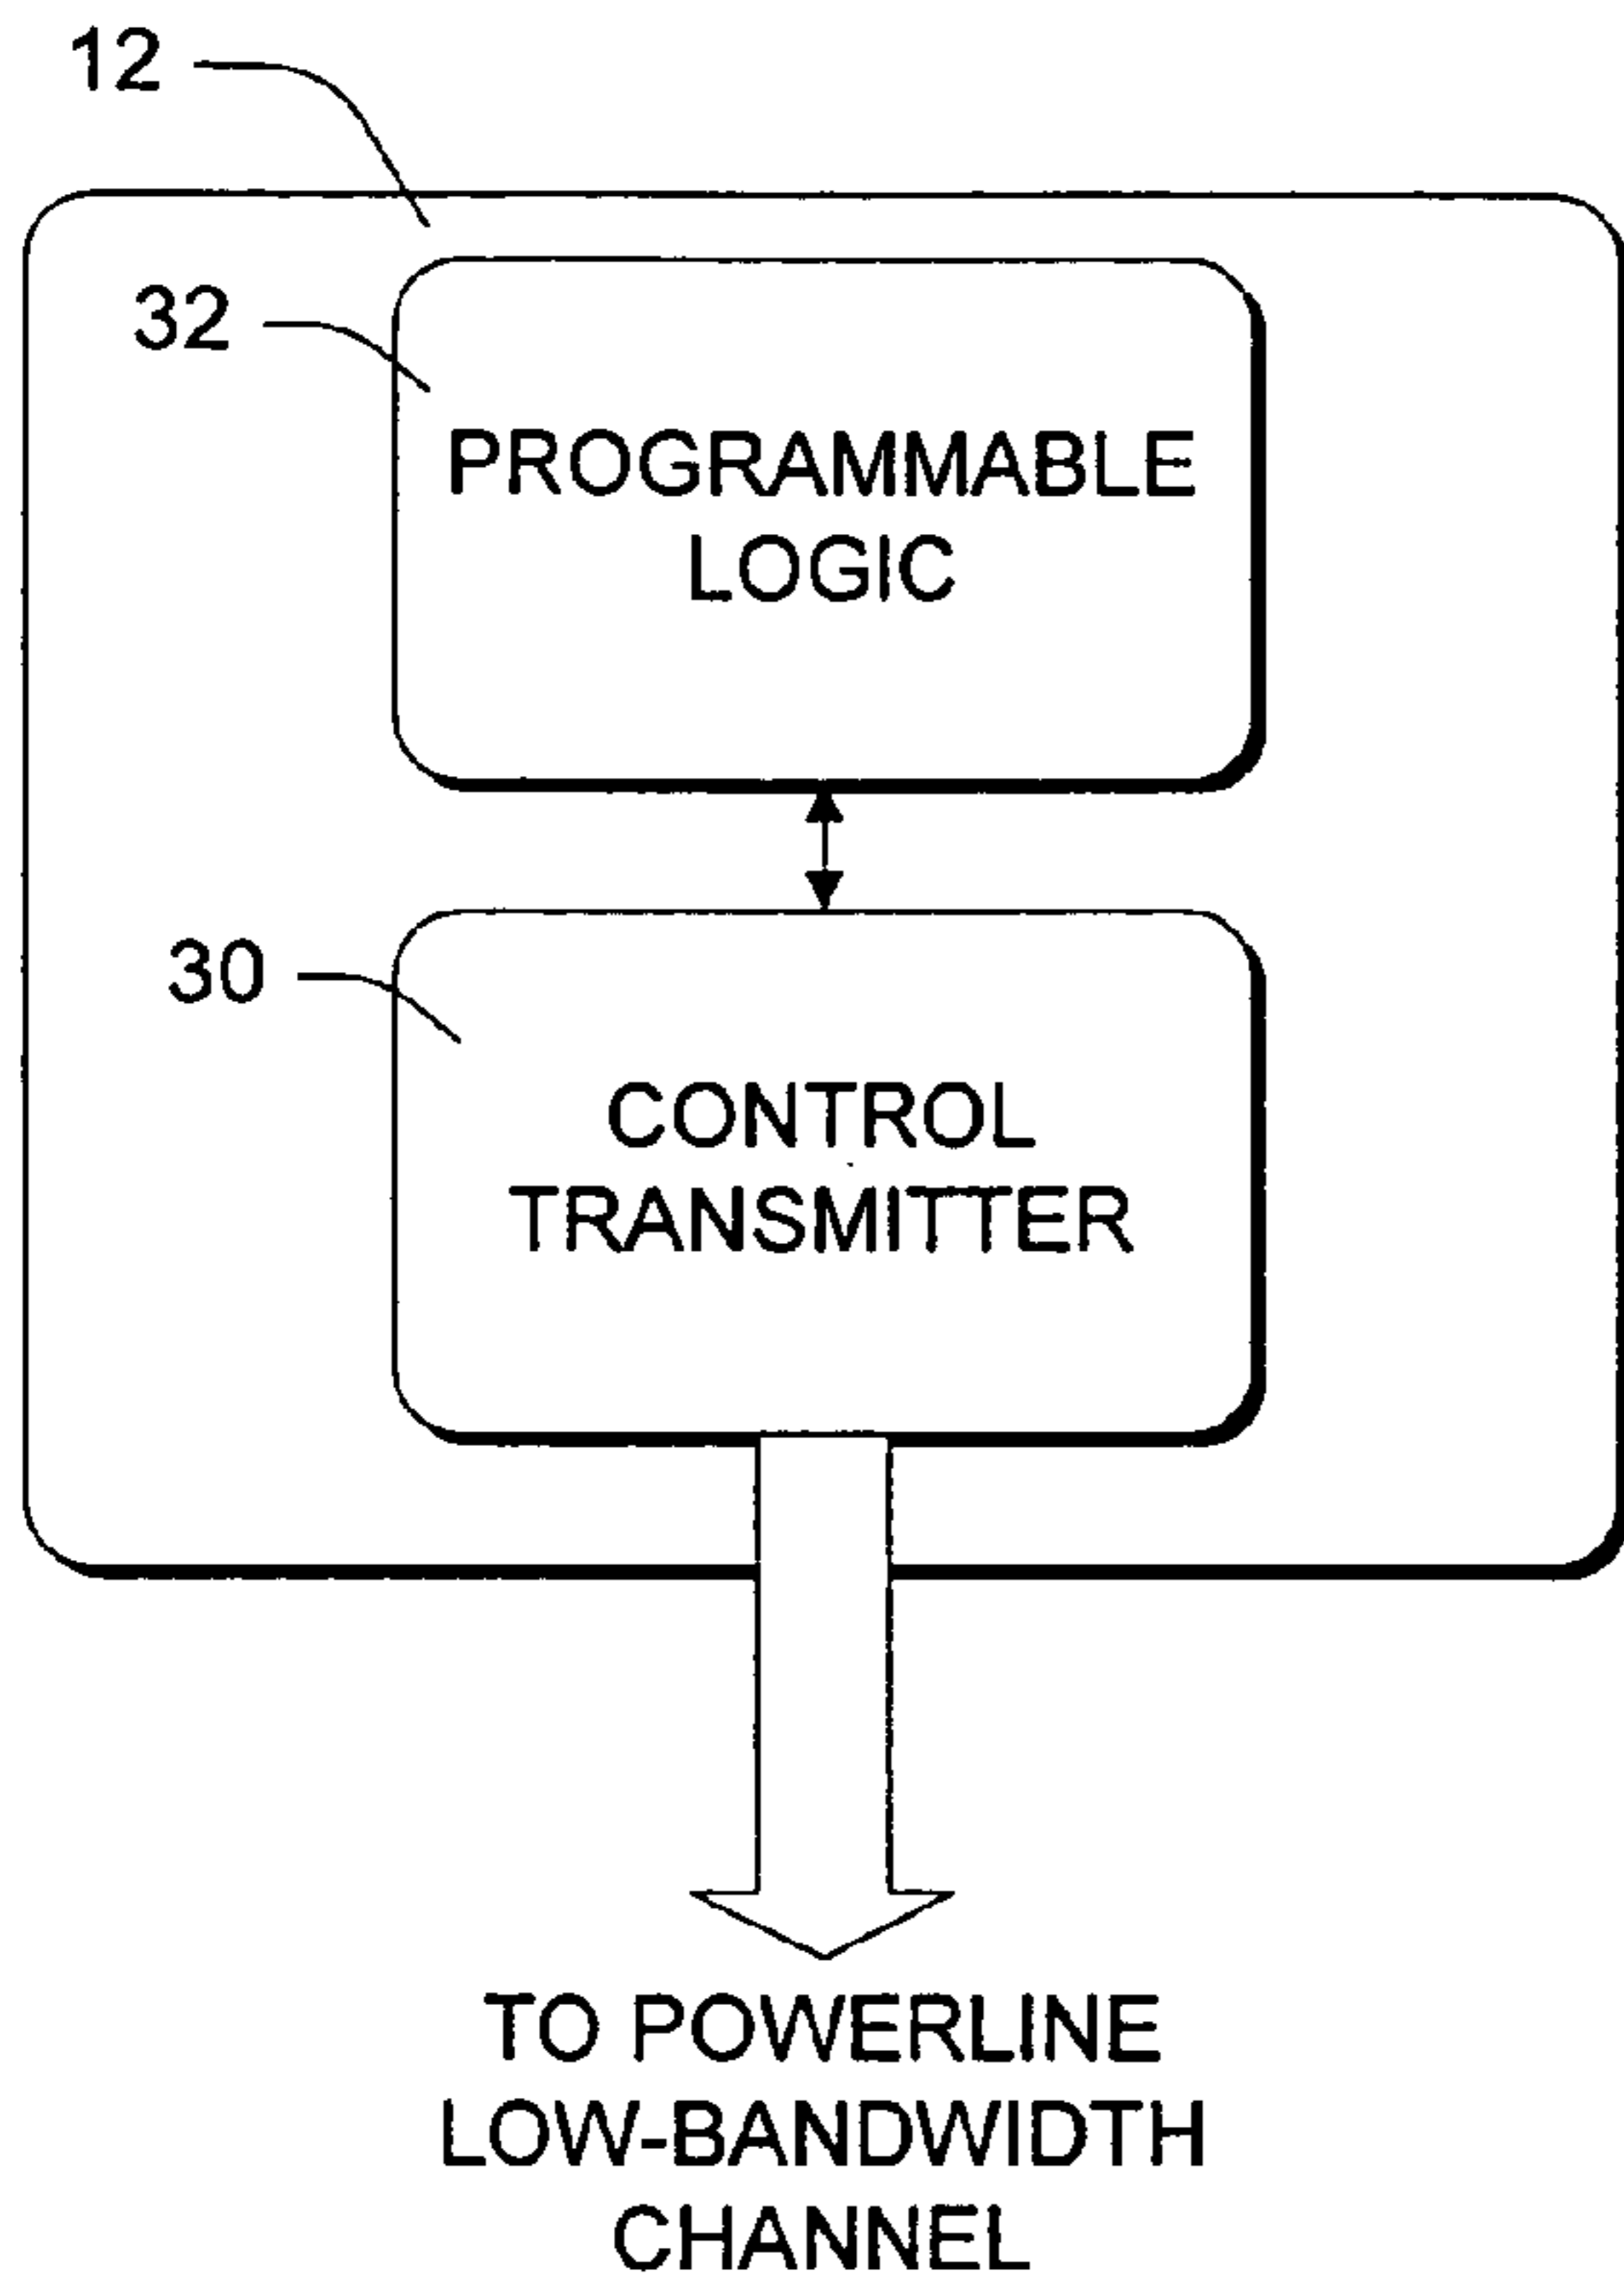 12
32
PROGRAMMABLE
LOGIC
30
CONTROL
TRANSMITTER
TO POWERLINE
LOW-BANDWIDTH
CHANNEL